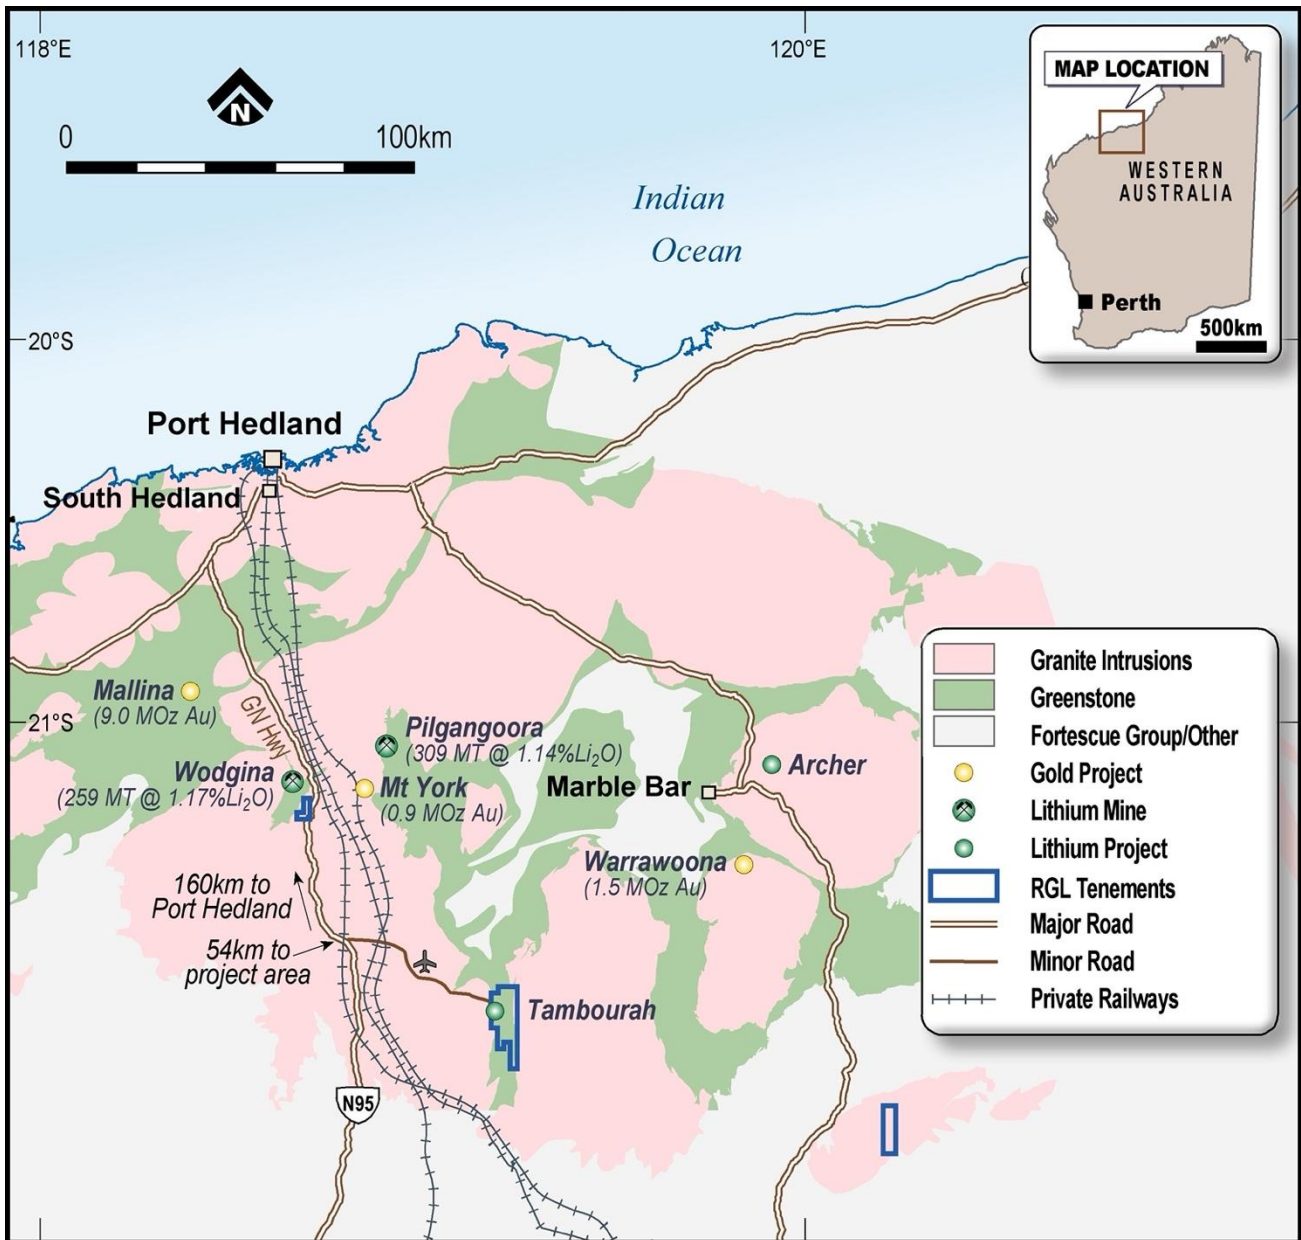 118°E
120°E
N
0
100km
Indian
Ocean
MAP LOCATION
WESTERN
AUSTRALIA
Perth
500km
20°S
Port Hedland
South Hedland
Mallina
(9.0 MOz Au)
21°S
GN HWY
Pilgangoora
(309 MT @ 1.14%Li₂O)
Wodgina
(259 MT @ 1.17%Li₂O)
Mt York
(0.9 MOz Au)
Marble Bar
Archer
Warrawoona
(1.5 MOz Au)
160km to
Port Hedland
54km to
project area
Tambourah
N95
Granite Intrusions
Greenstone
Fortescue Group/Other
Gold Project
Lithium Mine
Lithium Project
RGL Tenements
Major Road
Minor Road
Private Railways